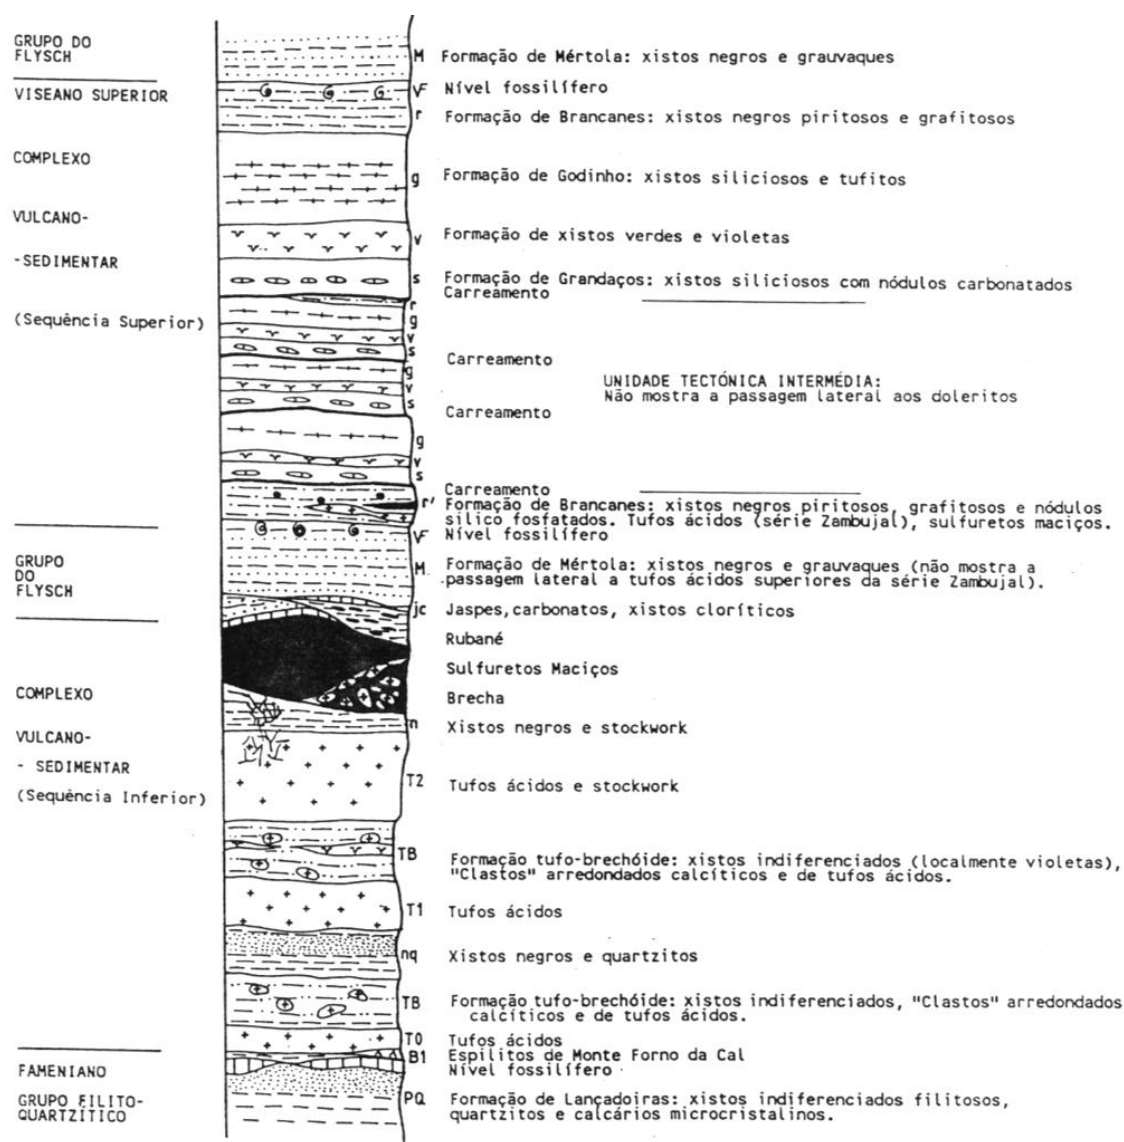 GRUPO DO
FLYSCH
M Formação de Mértola: xistos negros e grauvaques
VISEANO SUPERIOR
VF Nível fossilífero
r Formação de Brancanes: xistos negros piritosos e grafitosos
COMPLEXO
g Formação de Godinho: xistos siliciosos e tufitos
VULCANO-
v Formação de xistos verdes e violetas
-SEDIMENTAR
s Formação de Grandaços: xistos siliciosos com nódulos carbonatados
Carreamento
r
(Sequência Superior)
g
v
s
Carreamento
g
UNIDADE TECTÓNICA INTERMÉDIA:
v
Não mostra a passagem lateral aos doleritos
s
Carreamento
g
v
s
Carreamento
r' Formação de Brancanes: xistos negros piritosos, grafitosos e nódulos
silico fosfatados. Tufos ácidos (série Zambujal), sulfuretos maciços.
VF Nível fossilífero
GRUPO
DO
FLYSCH
M Formação de Mértola: xistos negros e grauvaques (não mostra a
passagem lateral a tufos ácidos superiores da série Zambujal).
jc Jaspes,carbonatos, xistos cloríticos
Rubané
Sulfuretos Maciços
COMPLEXO
Brecha
n Xistos negros e stockwork
VULCANO-
- SEDIMENTAR
T2 Tufos ácidos e stockwork
(Sequência Inferior)
TB Formação tufo-brechóide: xistos indiferenciados (localmente violetas),
"Clastos" arredondados calcíticos e de tufos ácidos.
T1 Tufos ácidos
nq Xistos negros e quartzitos
TB Formação tufo-brechóide: xistos indiferenciados, "Clastos" arredondados
calcíticos e de tufos ácidos.
T0 Tufos ácidos
B1 Espilitos de Monte Forno da Cal
Nível fossilífero
FAMENIANO
GRUPO FILITO-
QUARTZÍTICO
PQ Formação de Lançadoiras: xistos indiferenciados filitosos,
quartzitos e calcários microcristalinos.